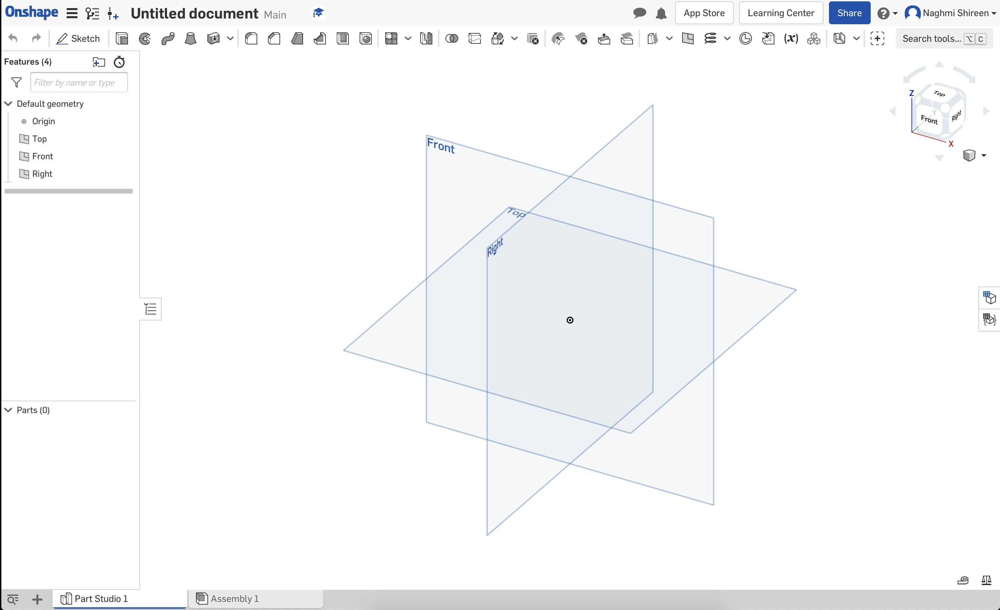 Onshape Untitled document Main App Store Learning Center Share Naghmi Shireen
Sketch (x) Search tools... ⌥ C
Features (4)
Filter by name or type
Default geometry
Origin
Top
Front
Right
Parts (0)
Front
Top
Right
Z
Top
Y
Front
Right
X
Part Studio 1 Assembly 1